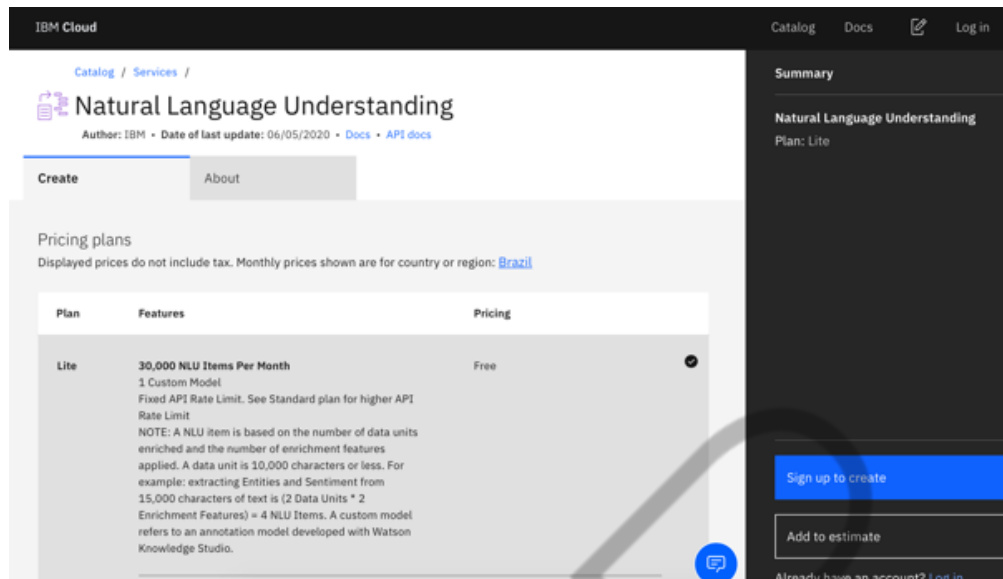 IBM Cloud
Catalog Docs Log in
Catalog / Services /
Natural Language Understanding
Author: IBM • Date of last update: 06/05/2020 • Docs • API docs
Create About
Pricing plans
Displayed prices do not include tax. Monthly prices shown are for country or region: Brazil
Plan Features Pricing
Lite 30,000 NLU Items Per Month Free
1 Custom Model
Fixed API Rate Limit. See Standard plan for higher API
Rate Limit
NOTE: A NLU item is based on the number of data units
enriched and the number of enrichment features
applied. A data unit is 10,000 characters or less. For
example: extracting Entities and Sentiment from
15,000 characters of text is (2 Data Units * 2
Enrichment Features) = 4 NLU Items. A custom model
refers to an annotation model developed with Watson
Knowledge Studio.
Summary
Natural Language Understanding
Plan: Lite
Sign up to create
Add to estimate
Already have an account? Log in